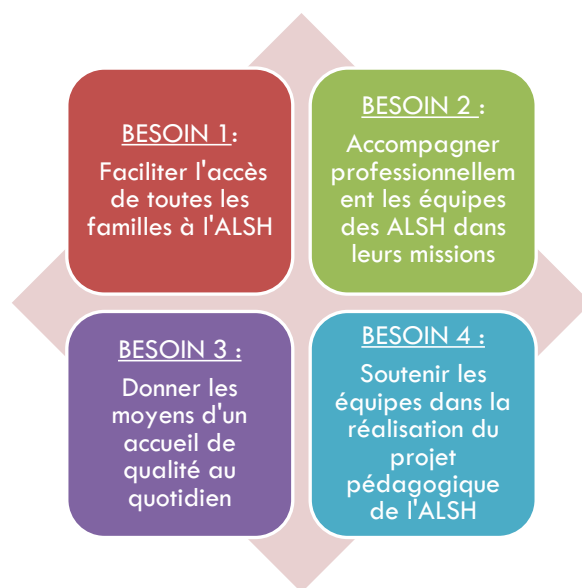 BESOIN 1:
Faciliter l'accès
de toutes les
familles à l'ALSH
BESOIN 2 :
Accompagner
professionnellem
ent les équipes
des ALSH dans
leurs missions
BESOIN 3 :
Donner les
moyens d'un
accueil de
qualité au
quotidien
BESOIN 4 :
Soutenir les
équipes dans la
réalisation du
projet
pédagogique
de l'ALSH